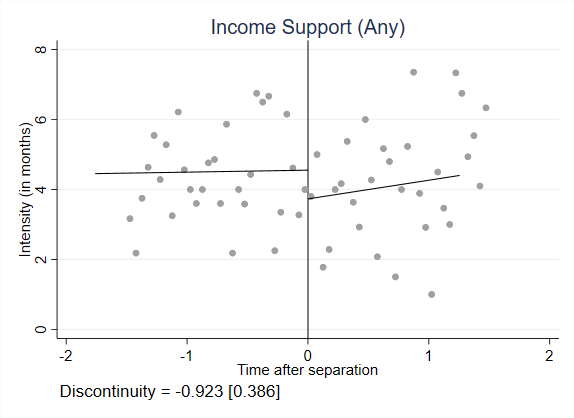 Income Support (Any)
Intensity (in months)
8
6
4
2
0
-2 -1 0 1 2
Time after separation
Discontinuity = -0.923 [0.386]